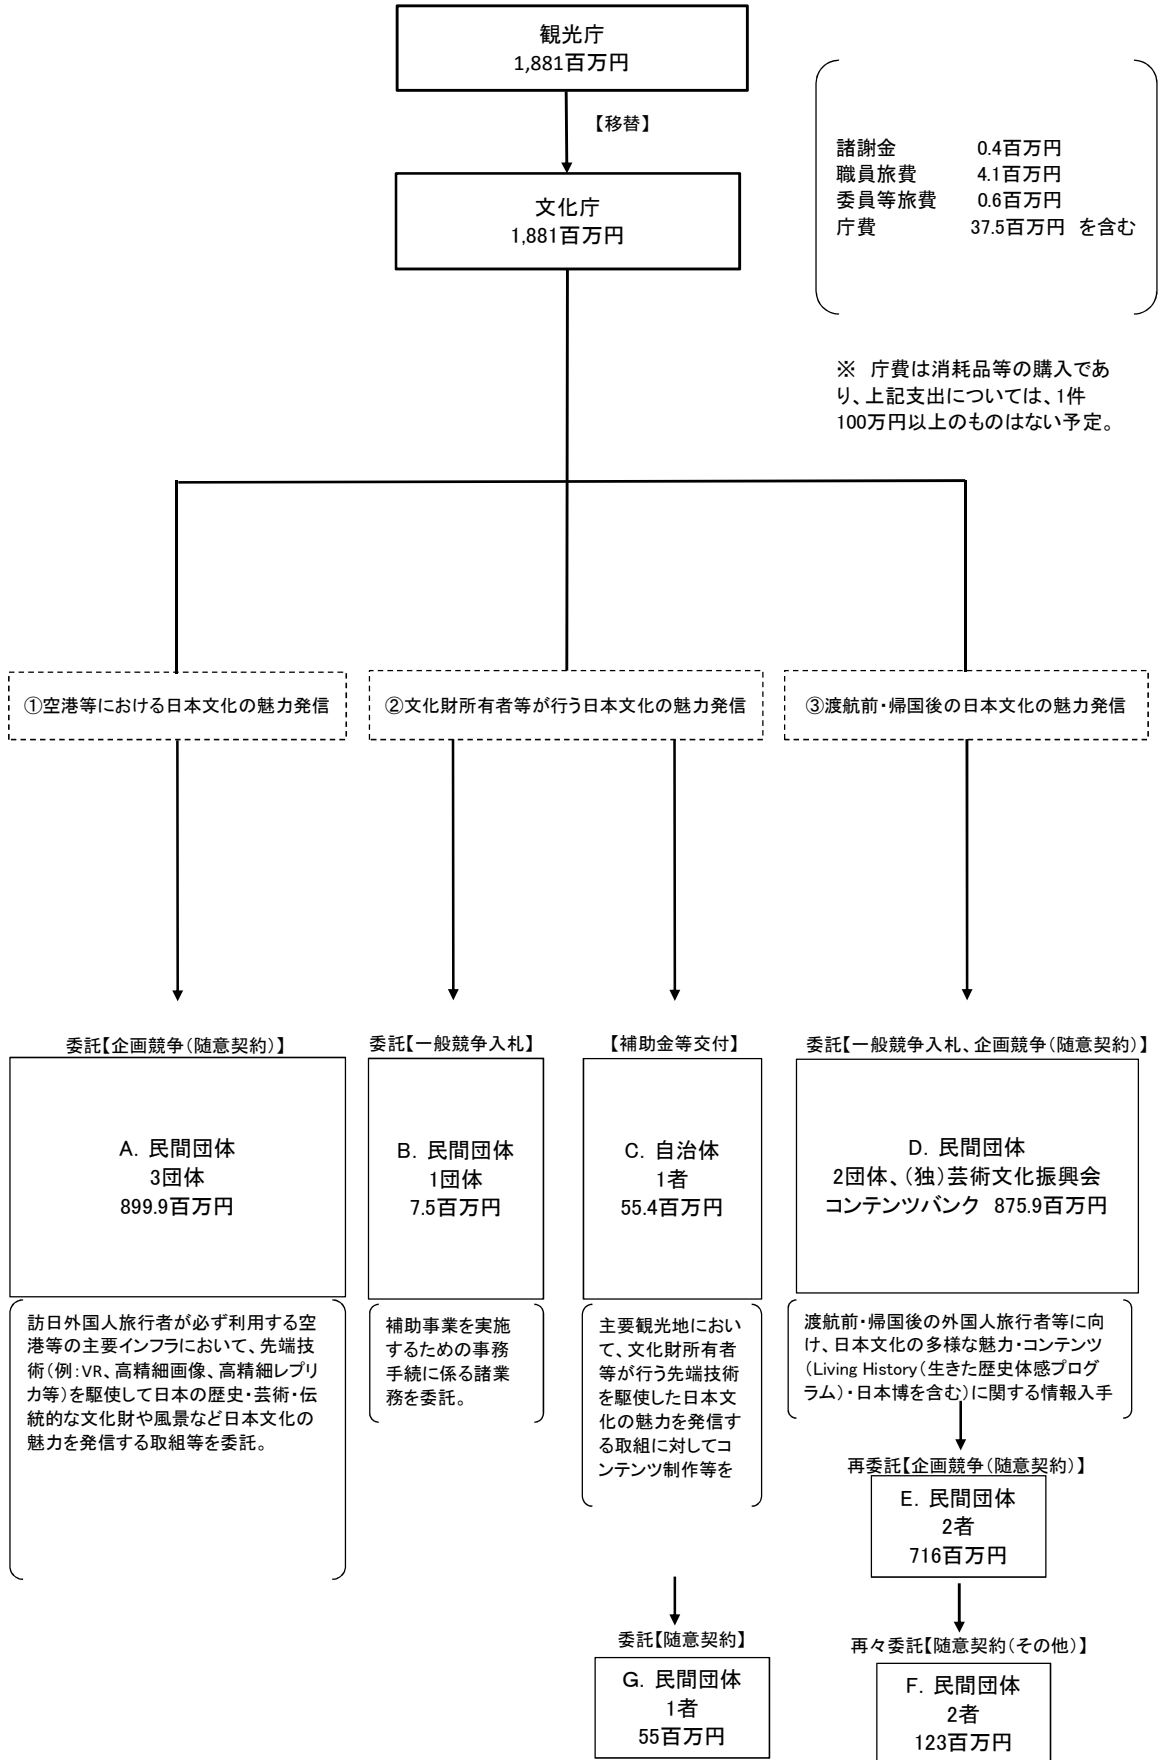 観光庁
1,881百万円
【移替】
文化庁
1,881百万円
諸謝金 0.4百万円
職員旅費 4.1百万円
委員等旅費 0.6百万円
庁費 37.5百万円 を含む
※ 庁費は消耗品等の購入であ
り、上記支出については、1件
100万円以上のものはない予定。
①空港等における日本文化の魅力発信
②文化財所有者等が行う日本文化の魅力発信
③渡航前・帰国後の日本文化の魅力発信
委託【企画競争（随意契約）】
A. 民間団体
3団体
899.9百万円
訪日外国人旅行者が必ず利用する空
港等の主要インフラにおいて、先端技
術（例：VR、高精細画像、高精細レプリ
カ等）を駆使して日本の歴史・芸術・伝
統的な文化財や風景など日本文化の
魅力を発信する取組等を委託。
委託【一般競争入札】
B. 民間団体
1団体
7.5百万円
補助事業を実施
するための事務
手続に係る諸業
務を委託。
【補助金等交付】
C. 自治体
1者
55.4百万円
主要観光地におい
て、文化財所有者
等が行う先端技術
を駆使した日本文
化の魅力を発信す
る取組に対してコ
ンテンツ制作等を
委託【随意契約】
G. 民間団体
1者
55百万円
委託【一般競争入札、企画競争（随意契約）】
D. 民間団体
2団体、（独）芸術文化振興会
コンテンツバンク 875.9百万円
渡航前・帰国後の外国人旅行者等に向
け、日本文化の多様な魅力・コンテンツ
（Living History（生きた歴史体感プログ
ラム）・日本博を含む）に関する情報入手
再委託【企画競争（随意契約）】
E. 民間団体
2者
716百万円
再々委託【随意契約（その他）】
F. 民間団体
2者
123百万円